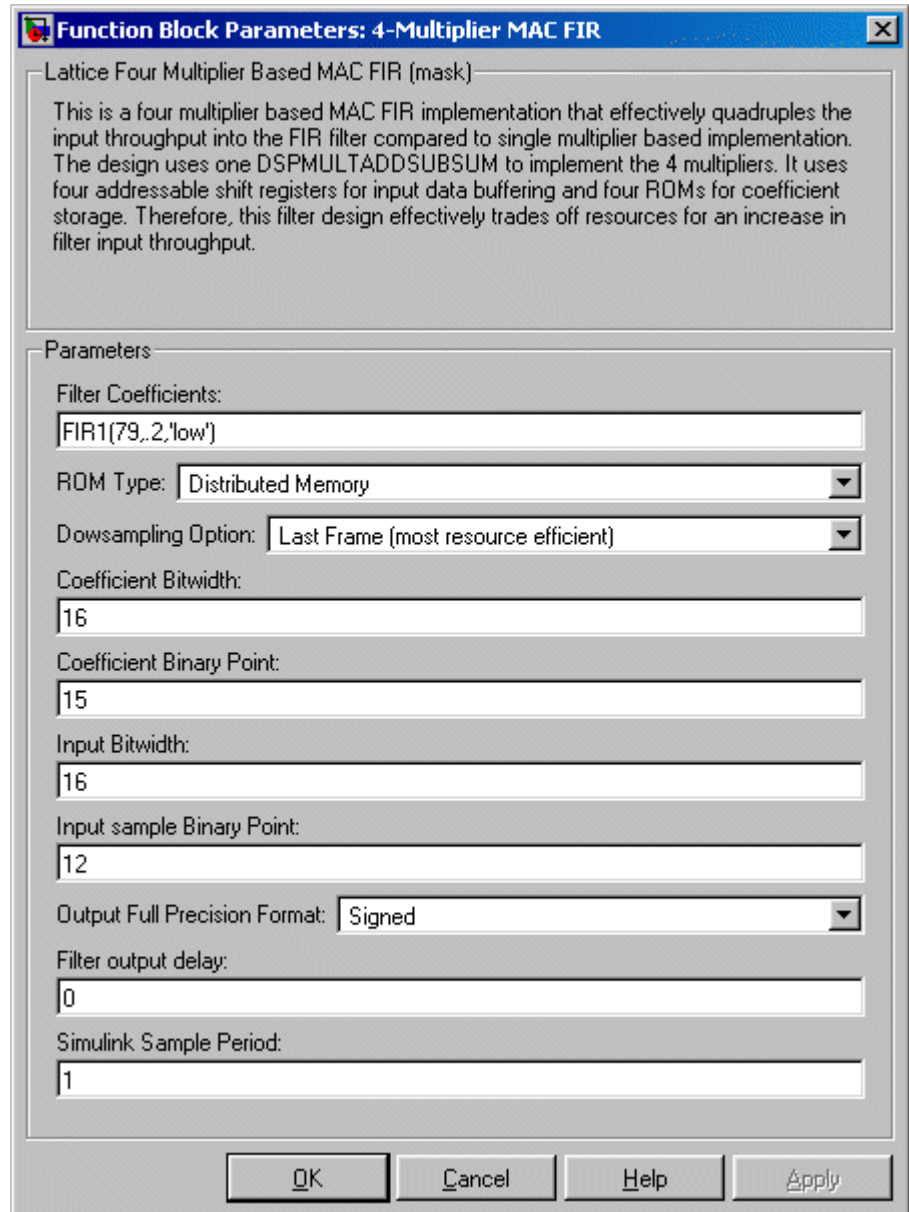 Function Block Parameters: 4-Multiplier MAC FIR
Lattice Four Multiplier Based MAC FIR (mask)
This is a four multiplier based MAC FIR implementation that effectively quadruples the
input throughput into the FIR filter compared to single multiplier based implementation.
The design uses one DSPMULTADDSUBSUM to implement the 4 multipliers. It uses
four addressable shift registers for input data buffering and four ROMs for coefficient
storage. Therefore, this filter design effectively trades off resources for an increase in
filter input throughput.
Parameters
Filter Coefficients:
FIR1(79,.2,'low')
ROM Type: Distributed Memory
Dowsampling Option: Last Frame (most resource efficient)
Coefficient Bitwidth:
16
Coefficient Binary Point:
15
Input Bitwidth:
16
Input sample Binary Point:
12
Output Full Precision Format: Signed
Filter output delay:
0
Simulink Sample Period:
1
OK Cancel Help Apply